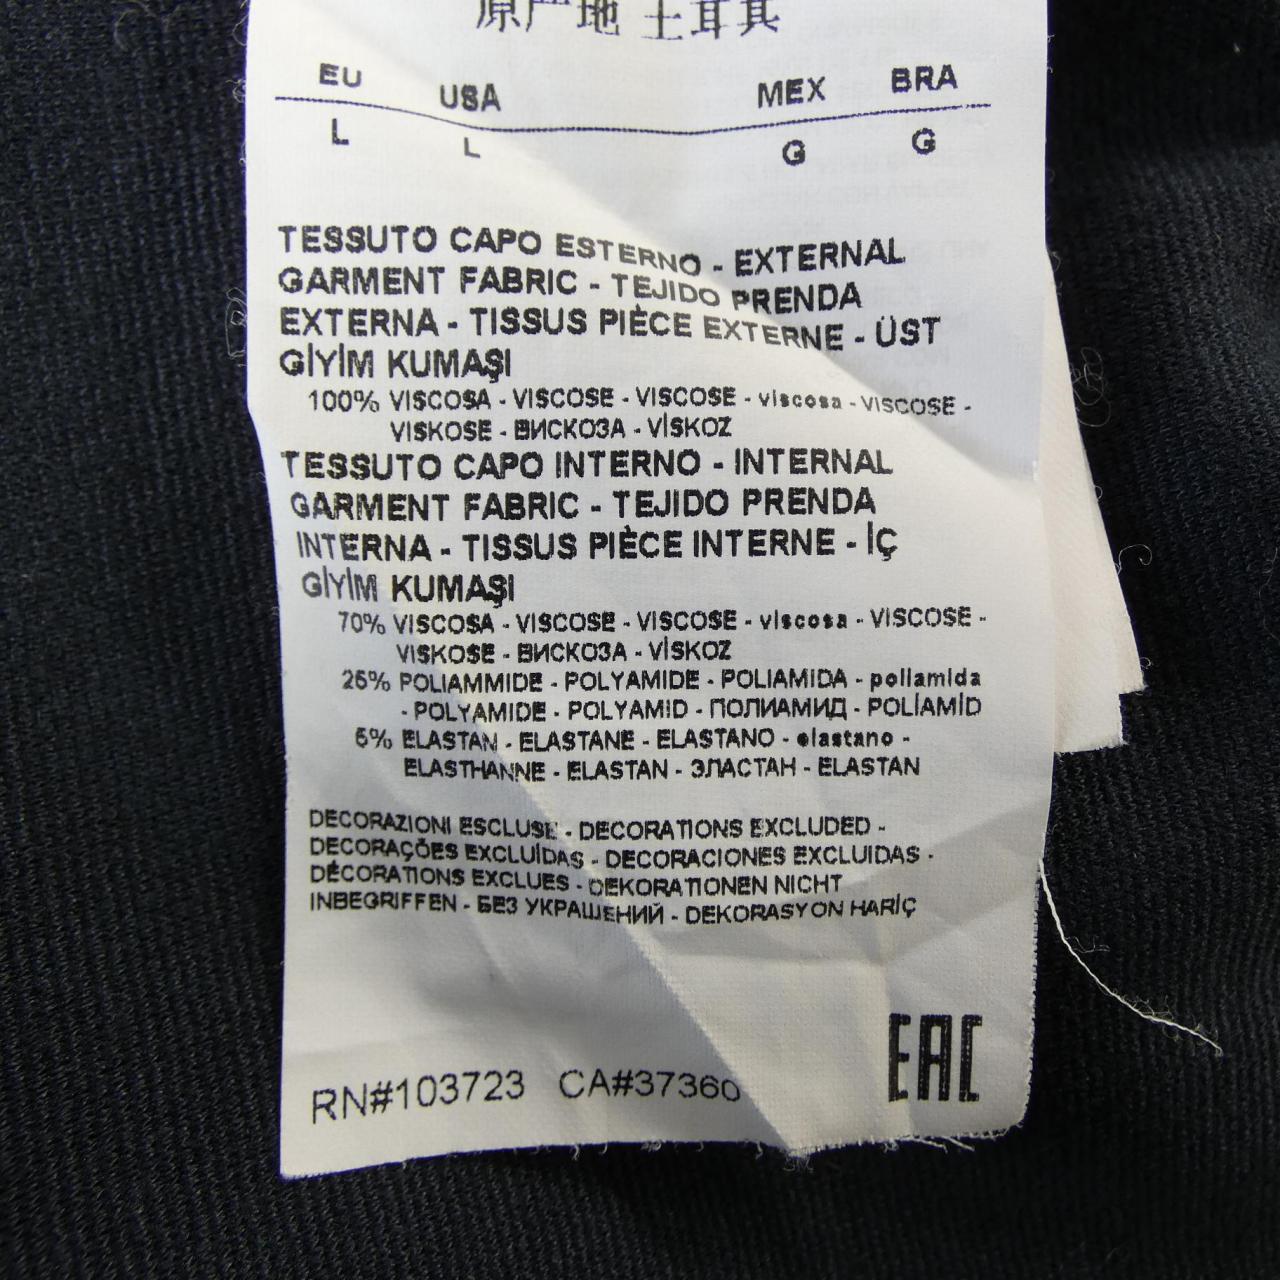 原产地 土耳其
EU USA MEX BRA
L L G G
TESSUTO CAPO ESTERNO - EXTERNAL
GARMENT FABRIC - TEJIDO PRENDA
EXTERNA - TISSUS PIÈCE EXTERNE - ÜST
GİYİM KUMAŞI
100% VISCOSA - VISCOSE - VISCOSE - viscosa - VISCOSE -
VISKOSE - ВИСКОЗА - VİSKOZ
TESSUTO CAPO INTERNO - INTERNAL
GARMENT FABRIC - TEJIDO PRENDA
INTERNA - TISSUS PIÈCE INTERNE - İÇ
GİYİM KUMAŞI
70% VISCOSA - VISCOSE - VISCOSE - viscosa - VISCOSE -
VISKOSE - ВИСКОЗА - VİSKOZ
25% POLIAMMIDE - POLYAMIDE - POLIAMIDA - poliamida
- POLYAMIDE - POLYAMID - ПОЛИАМИД - POLİAMİD
5% ELASTAN - ELASTANE - ELASTANO - elastano -
ELASTHANNE - ELASTAN - ЭЛАСТАН - ELASTAN
DECORAZIONI ESCLUSE - DECORATIONS EXCLUDED -
DECORAÇÕES EXCLUÍDAS - DECORACIONES EXCLUIDAS -
DÉCORATIONS EXCLUES - DEKORATIONEN NICHT
INBEGRIFFEN - БЕЗ УКРАШЕНИЙ - DEKORASYON HARİÇ
EAC
RN#103723 CA#37360